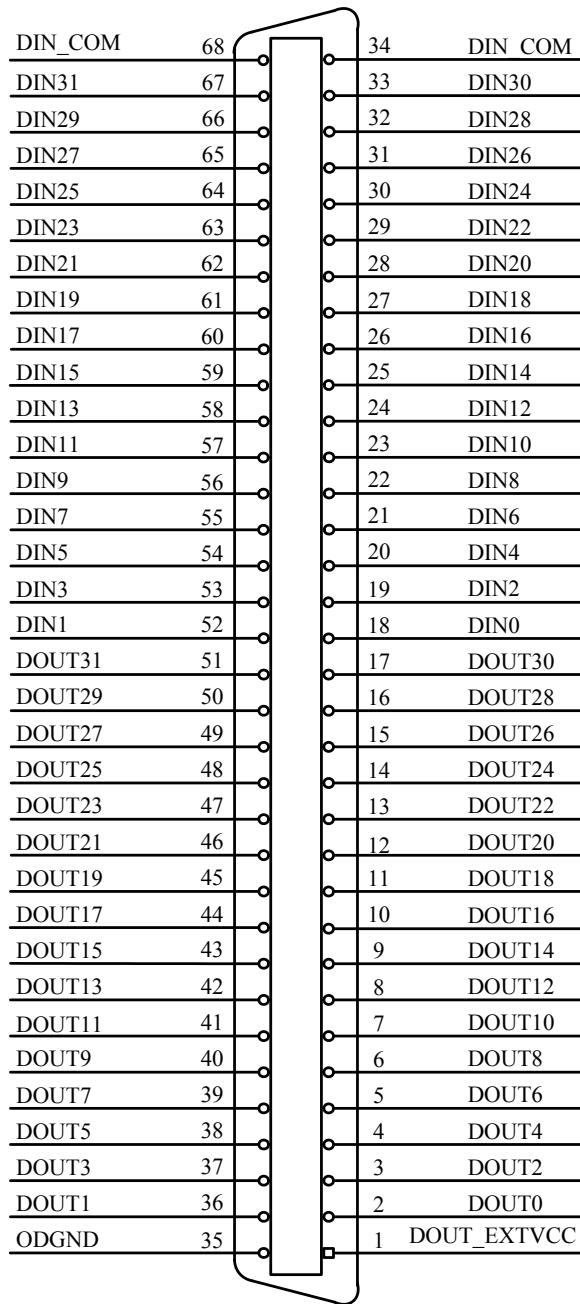 DIN_COM 68 34 DIN_COM
DIN31 67 33 DIN30
DIN29 66 32 DIN28
DIN27 65 31 DIN26
DIN25 64 30 DIN24
DIN23 63 29 DIN22
DIN21 62 28 DIN20
DIN19 61 27 DIN18
DIN17 60 26 DIN16
DIN15 59 25 DIN14
DIN13 58 24 DIN12
DIN11 57 23 DIN10
DIN9 56 22 DIN8
DIN7 55 21 DIN6
DIN5 54 20 DIN4
DIN3 53 19 DIN2
DIN1 52 18 DIN0
DOUT31 51 17 DOUT30
DOUT29 50 16 DOUT28
DOUT27 49 15 DOUT26
DOUT25 48 14 DOUT24
DOUT23 47 13 DOUT22
DOUT21 46 12 DOUT20
DOUT19 45 11 DOUT18
DOUT17 44 10 DOUT16
DOUT15 43 9 DOUT14
DOUT13 42 8 DOUT12
DOUT11 41 7 DOUT10
DOUT9 40 6 DOUT8
DOUT7 39 5 DOUT6
DOUT5 38 4 DOUT4
DOUT3 37 3 DOUT2
DOUT1 36 2 DOUT0
ODGND 35 1 DOUT_EXTVCC